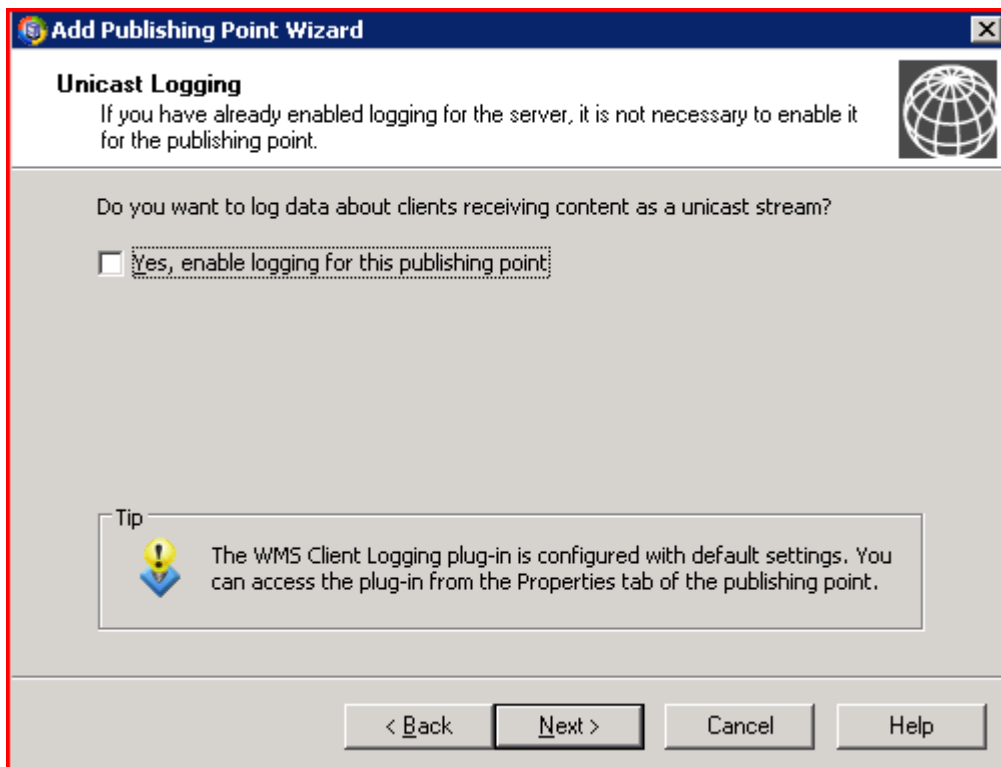 Add Publishing Point Wizard
Unicast Logging
If you have already enabled logging for the server, it is not necessary to enable it
for the publishing point.
Do you want to log data about clients receiving content as a unicast stream?
Yes, enable logging for this publishing point
Tip
The WMS Client Logging plug-in is configured with default settings. You
can access the plug-in from the Properties tab of the publishing point.
< Back
Next >
Cancel
Help